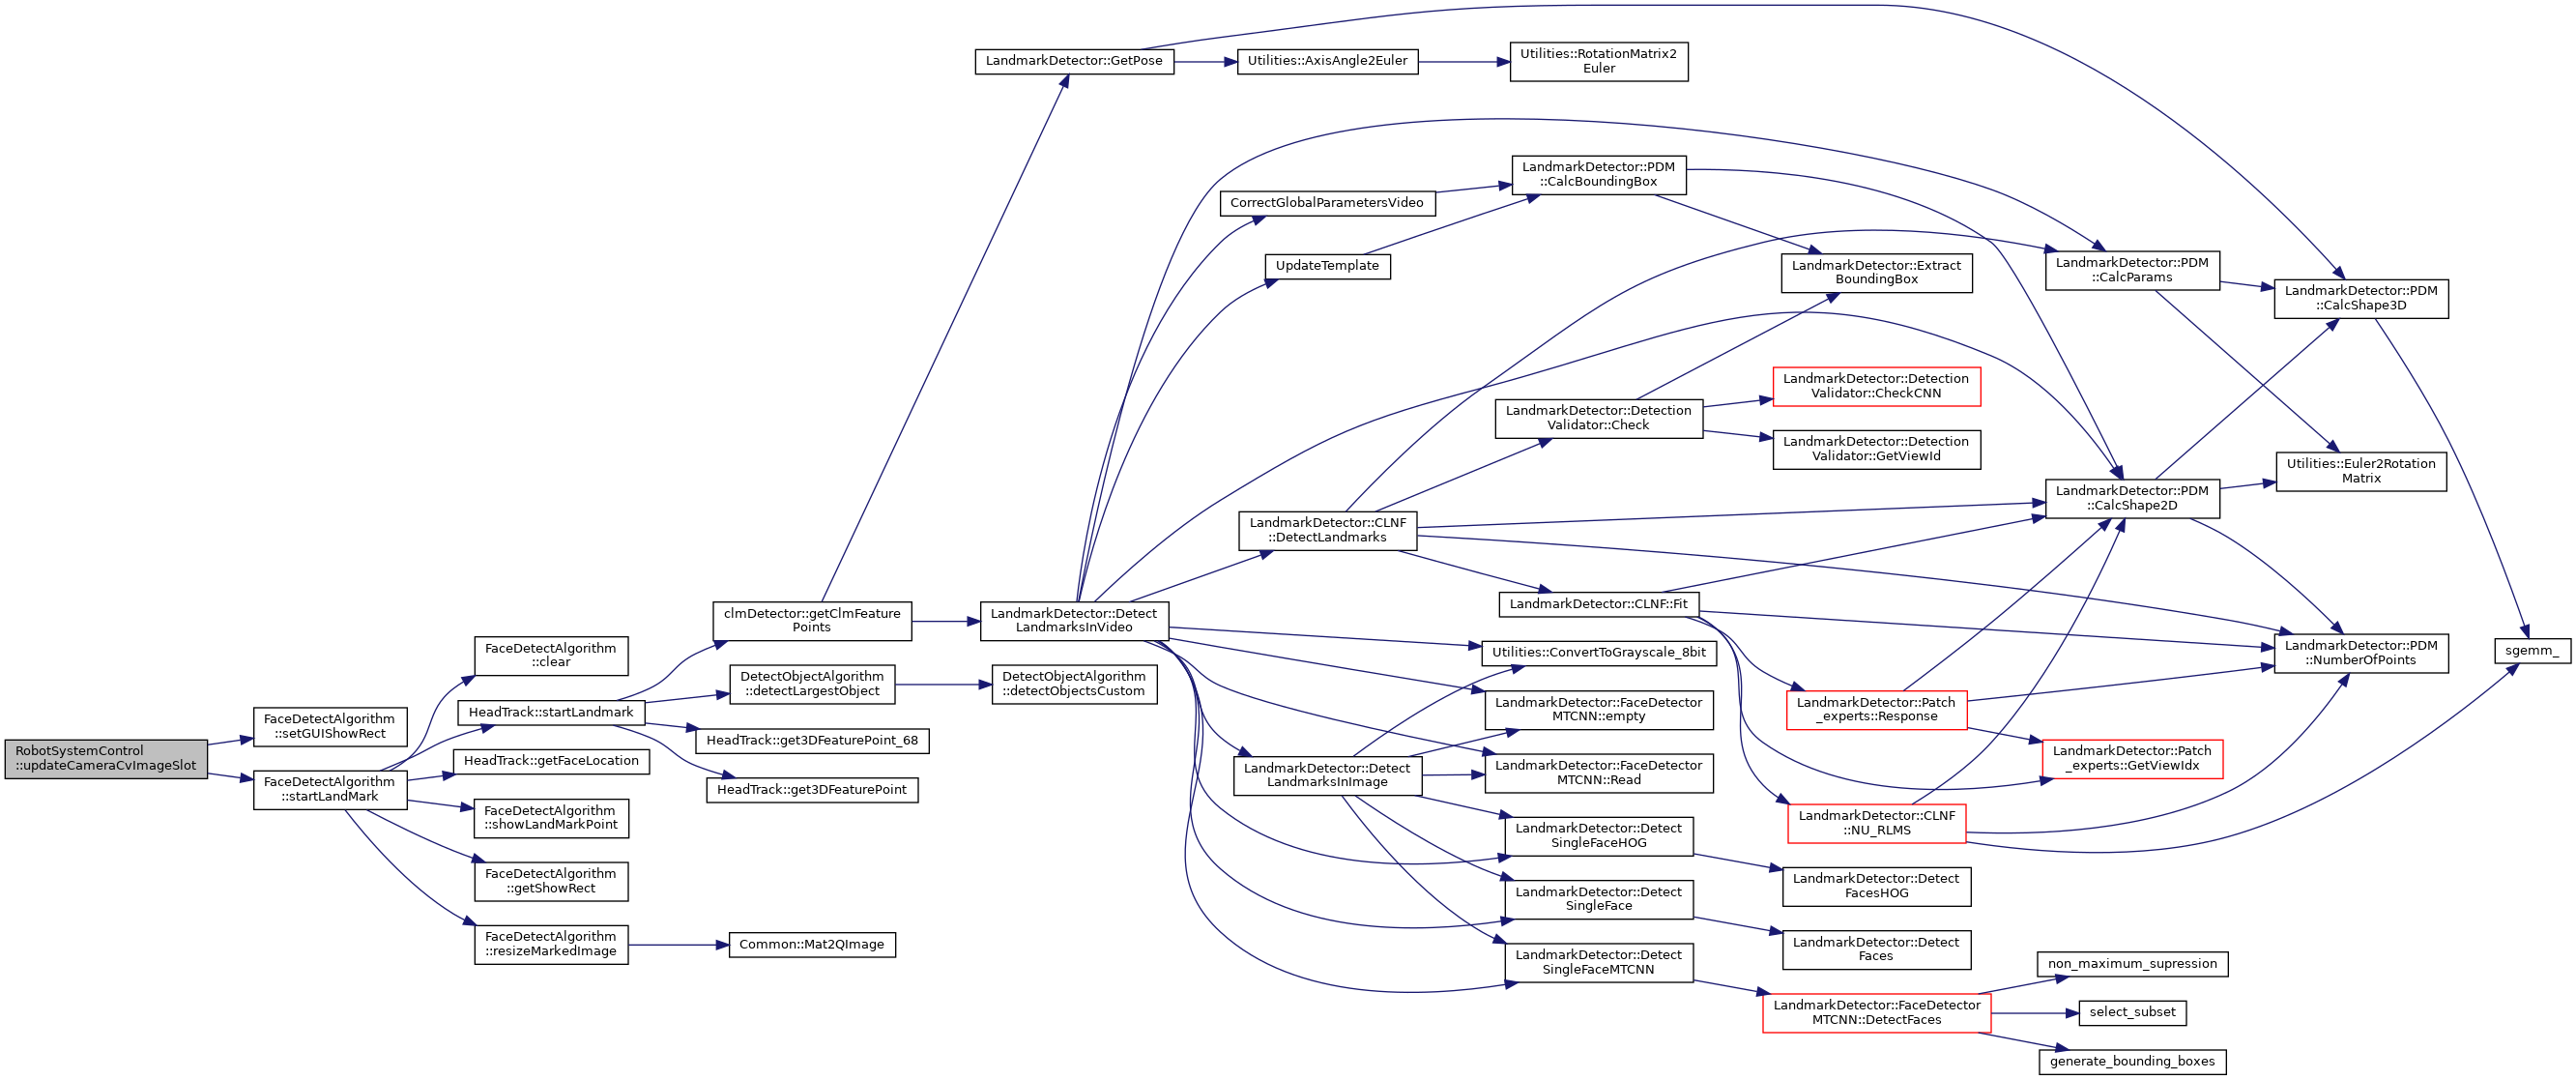 RobotSystemControl
::updateCameraCvImageSlot
FaceDetectAlgorithm
::setGUIShowRect
FaceDetectAlgorithm
::startLandMark
FaceDetectAlgorithm
::clear
HeadTrack::startLandmark
HeadTrack::getFaceLocation
FaceDetectAlgorithm
::showLandMarkPoint
FaceDetectAlgorithm
::getShowRect
FaceDetectAlgorithm
::resizeMarkedImage
clmDetector::getClmFeature
Points
DetectObjectAlgorithm
::detectLargestObject
HeadTrack::get3DFeaturePoint_68
HeadTrack::get3DFeaturePoint
Common::Mat2QImage
LandmarkDetector::GetPose
LandmarkDetector::Detect
LandmarksInVideo
DetectObjectAlgorithm
::detectObjectsCustom
Utilities::AxisAngle2Euler
CorrectGlobalParametersVideo
UpdateTemplate
LandmarkDetector::CLNF
::DetectLandmarks
LandmarkDetector::Detect
LandmarksInImage
Utilities::RotationMatrix2
Euler
LandmarkDetector::PDM
::CalcBoundingBox
LandmarkDetector::Detection
Validator::Check
LandmarkDetector::CLNF::Fit
Utilities::ConvertToGrayscale_8bit
LandmarkDetector::FaceDetector
MTCNN::empty
LandmarkDetector::FaceDetector
MTCNN::Read
LandmarkDetector::Detect
SingleFaceHOG
LandmarkDetector::Detect
SingleFace
LandmarkDetector::Detect
SingleFaceMTCNN
LandmarkDetector::Extract
BoundingBox
LandmarkDetector::Detection
Validator::CheckCNN
LandmarkDetector::Detection
Validator::GetViewId
LandmarkDetector::Patch
_experts::Response
LandmarkDetector::CLNF
::NU_RLMS
LandmarkDetector::Detect
FacesHOG
LandmarkDetector::Detect
Faces
LandmarkDetector::FaceDetector
MTCNN::DetectFaces
LandmarkDetector::PDM
::CalcParams
LandmarkDetector::PDM
::CalcShape2D
LandmarkDetector::Patch
_experts::GetViewIdx
non_maximum_supression
select_subset
generate_bounding_boxes
LandmarkDetector::PDM
::CalcShape3D
Utilities::Euler2Rotation
Matrix
LandmarkDetector::PDM
::NumberOfPoints
sgemm_